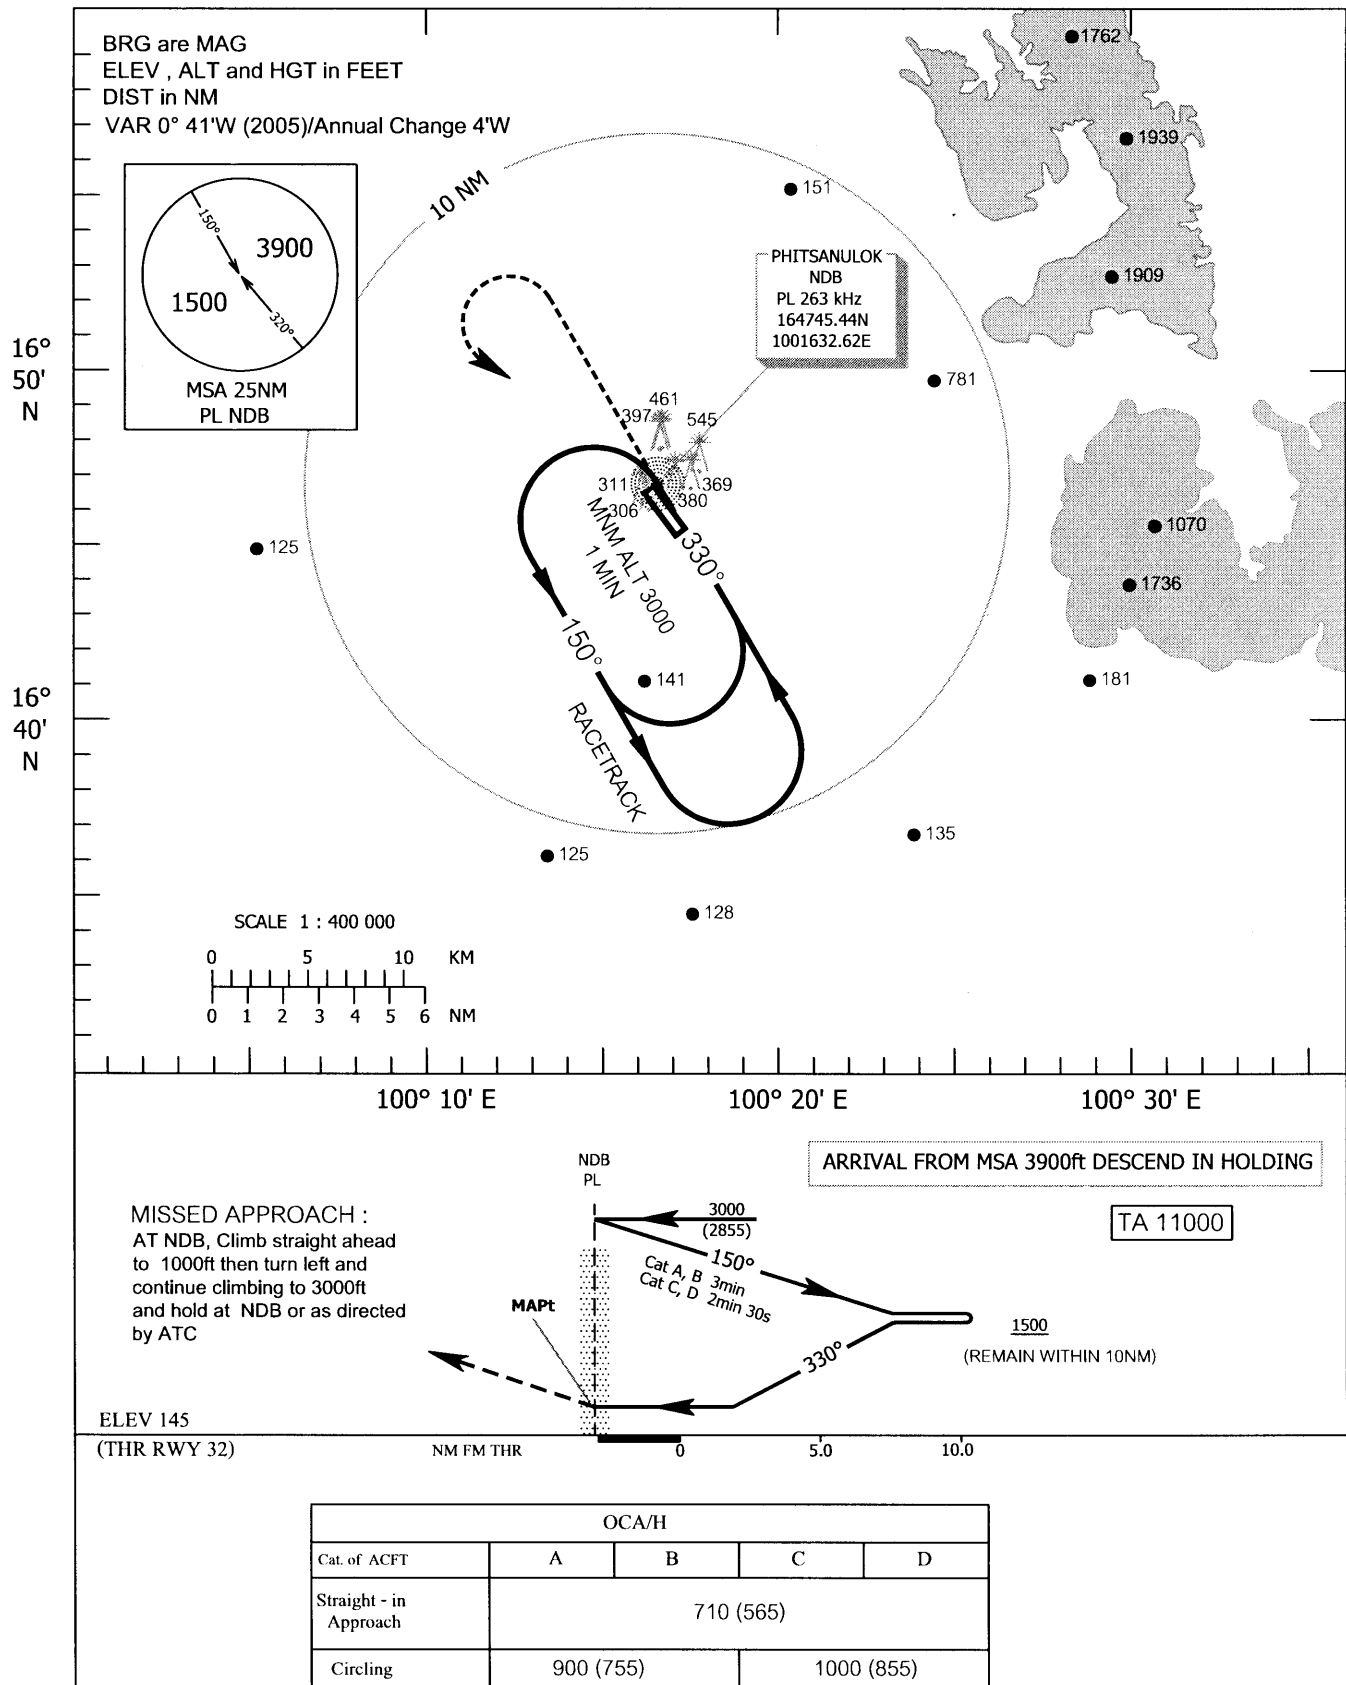 BRG are MAG
ELEV , ALT and HGT in FEET
DIST in NM
VAR 0° 41'W (2005)/Annual Change 4'W
150°
3900
1500
320°
MSA 25NM
PL NDB
10 NM
1762
1939
151
1909
PHITSANULOK
NDB
PL 263 kHz
164745.44N
1001632.62E
16°
50'
N
781
461
397
545
311
369
380
306
MNM ALT 3000
1 MIN
330°
150°
RACETRACK
125
141
1070
1736
181
16°
40'
N
135
125
128
SCALE 1 : 400 000
0 5 10 KM
0 1 2 3 4 5 6 NM
100° 10' E
100° 20' E
100° 30' E
ARRIVAL FROM MSA 3900ft DESCEND IN HOLDING
TA 11000
NDB
PL
MISSED APPROACH :
AT NDB, Climb straight ahead
to 1000ft then turn left and
continue climbing to 3000ft
and hold at NDB or as directed
by ATC
3000
(2855)
150°
Cat A, B 3min
Cat C, D 2min 30s
MAPt
330°
1500
(REMAIN WITHIN 10NM)
ELEV 145
(THR RWY 32)
NM FM THR 0 5.0 10.0
OCA/H
Cat. of ACFT A B C D
Straight - in
Approach
710 (565)
Circling 900 (755) 1000 (855)